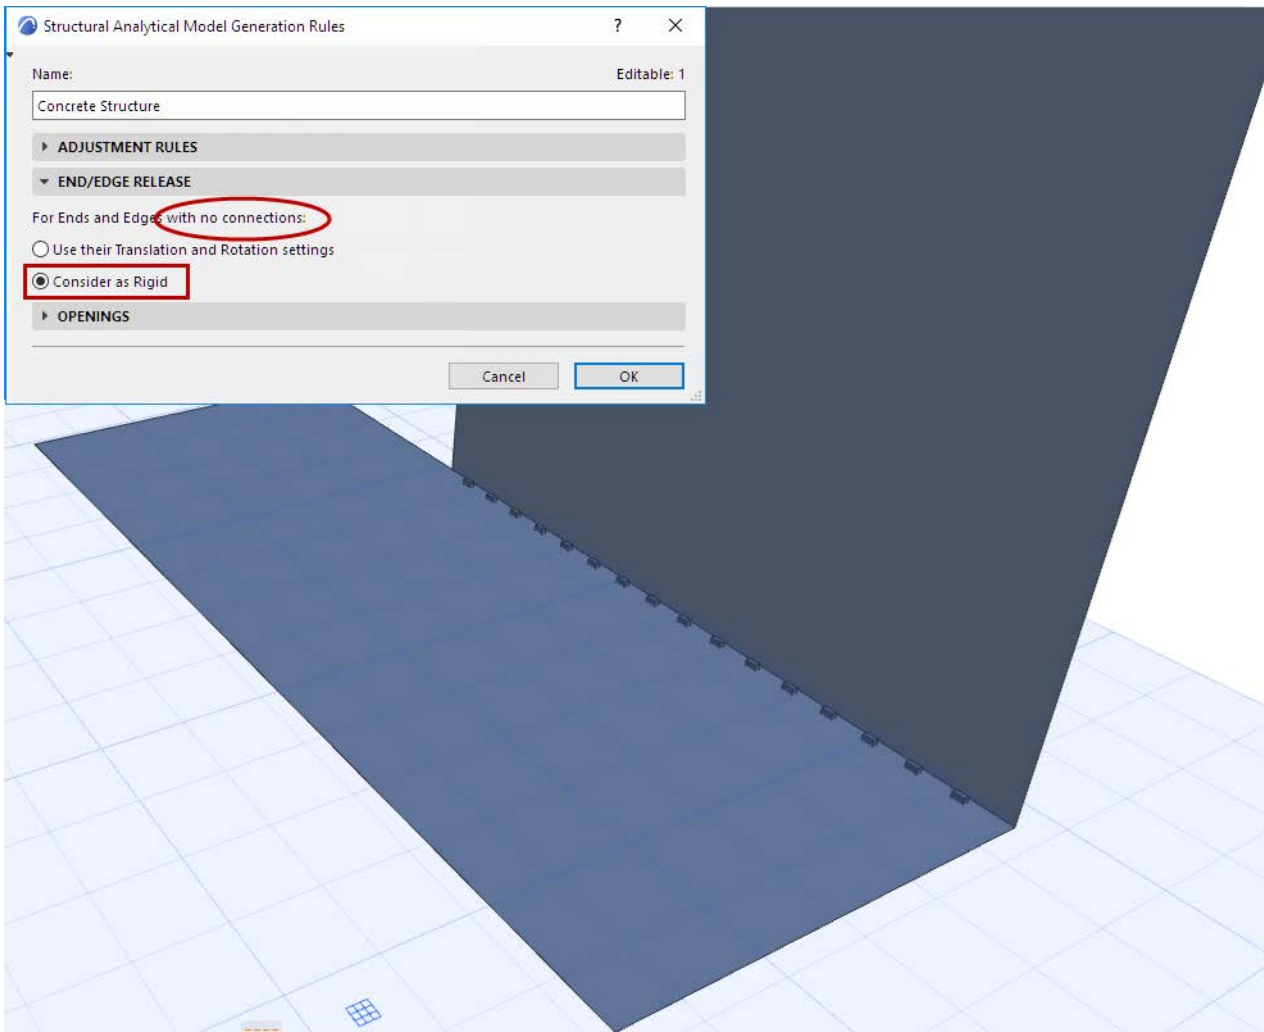 Structural Analytical Model Generation Rules ?
Name: Editable: 1
Concrete Structure
ADJUSTMENT RULES
END/EDGE RELEASE
For Ends and Edges with no connections:
Use their Translation and Rotation settings
Consider as Rigid
OPENINGS
Cancel OK